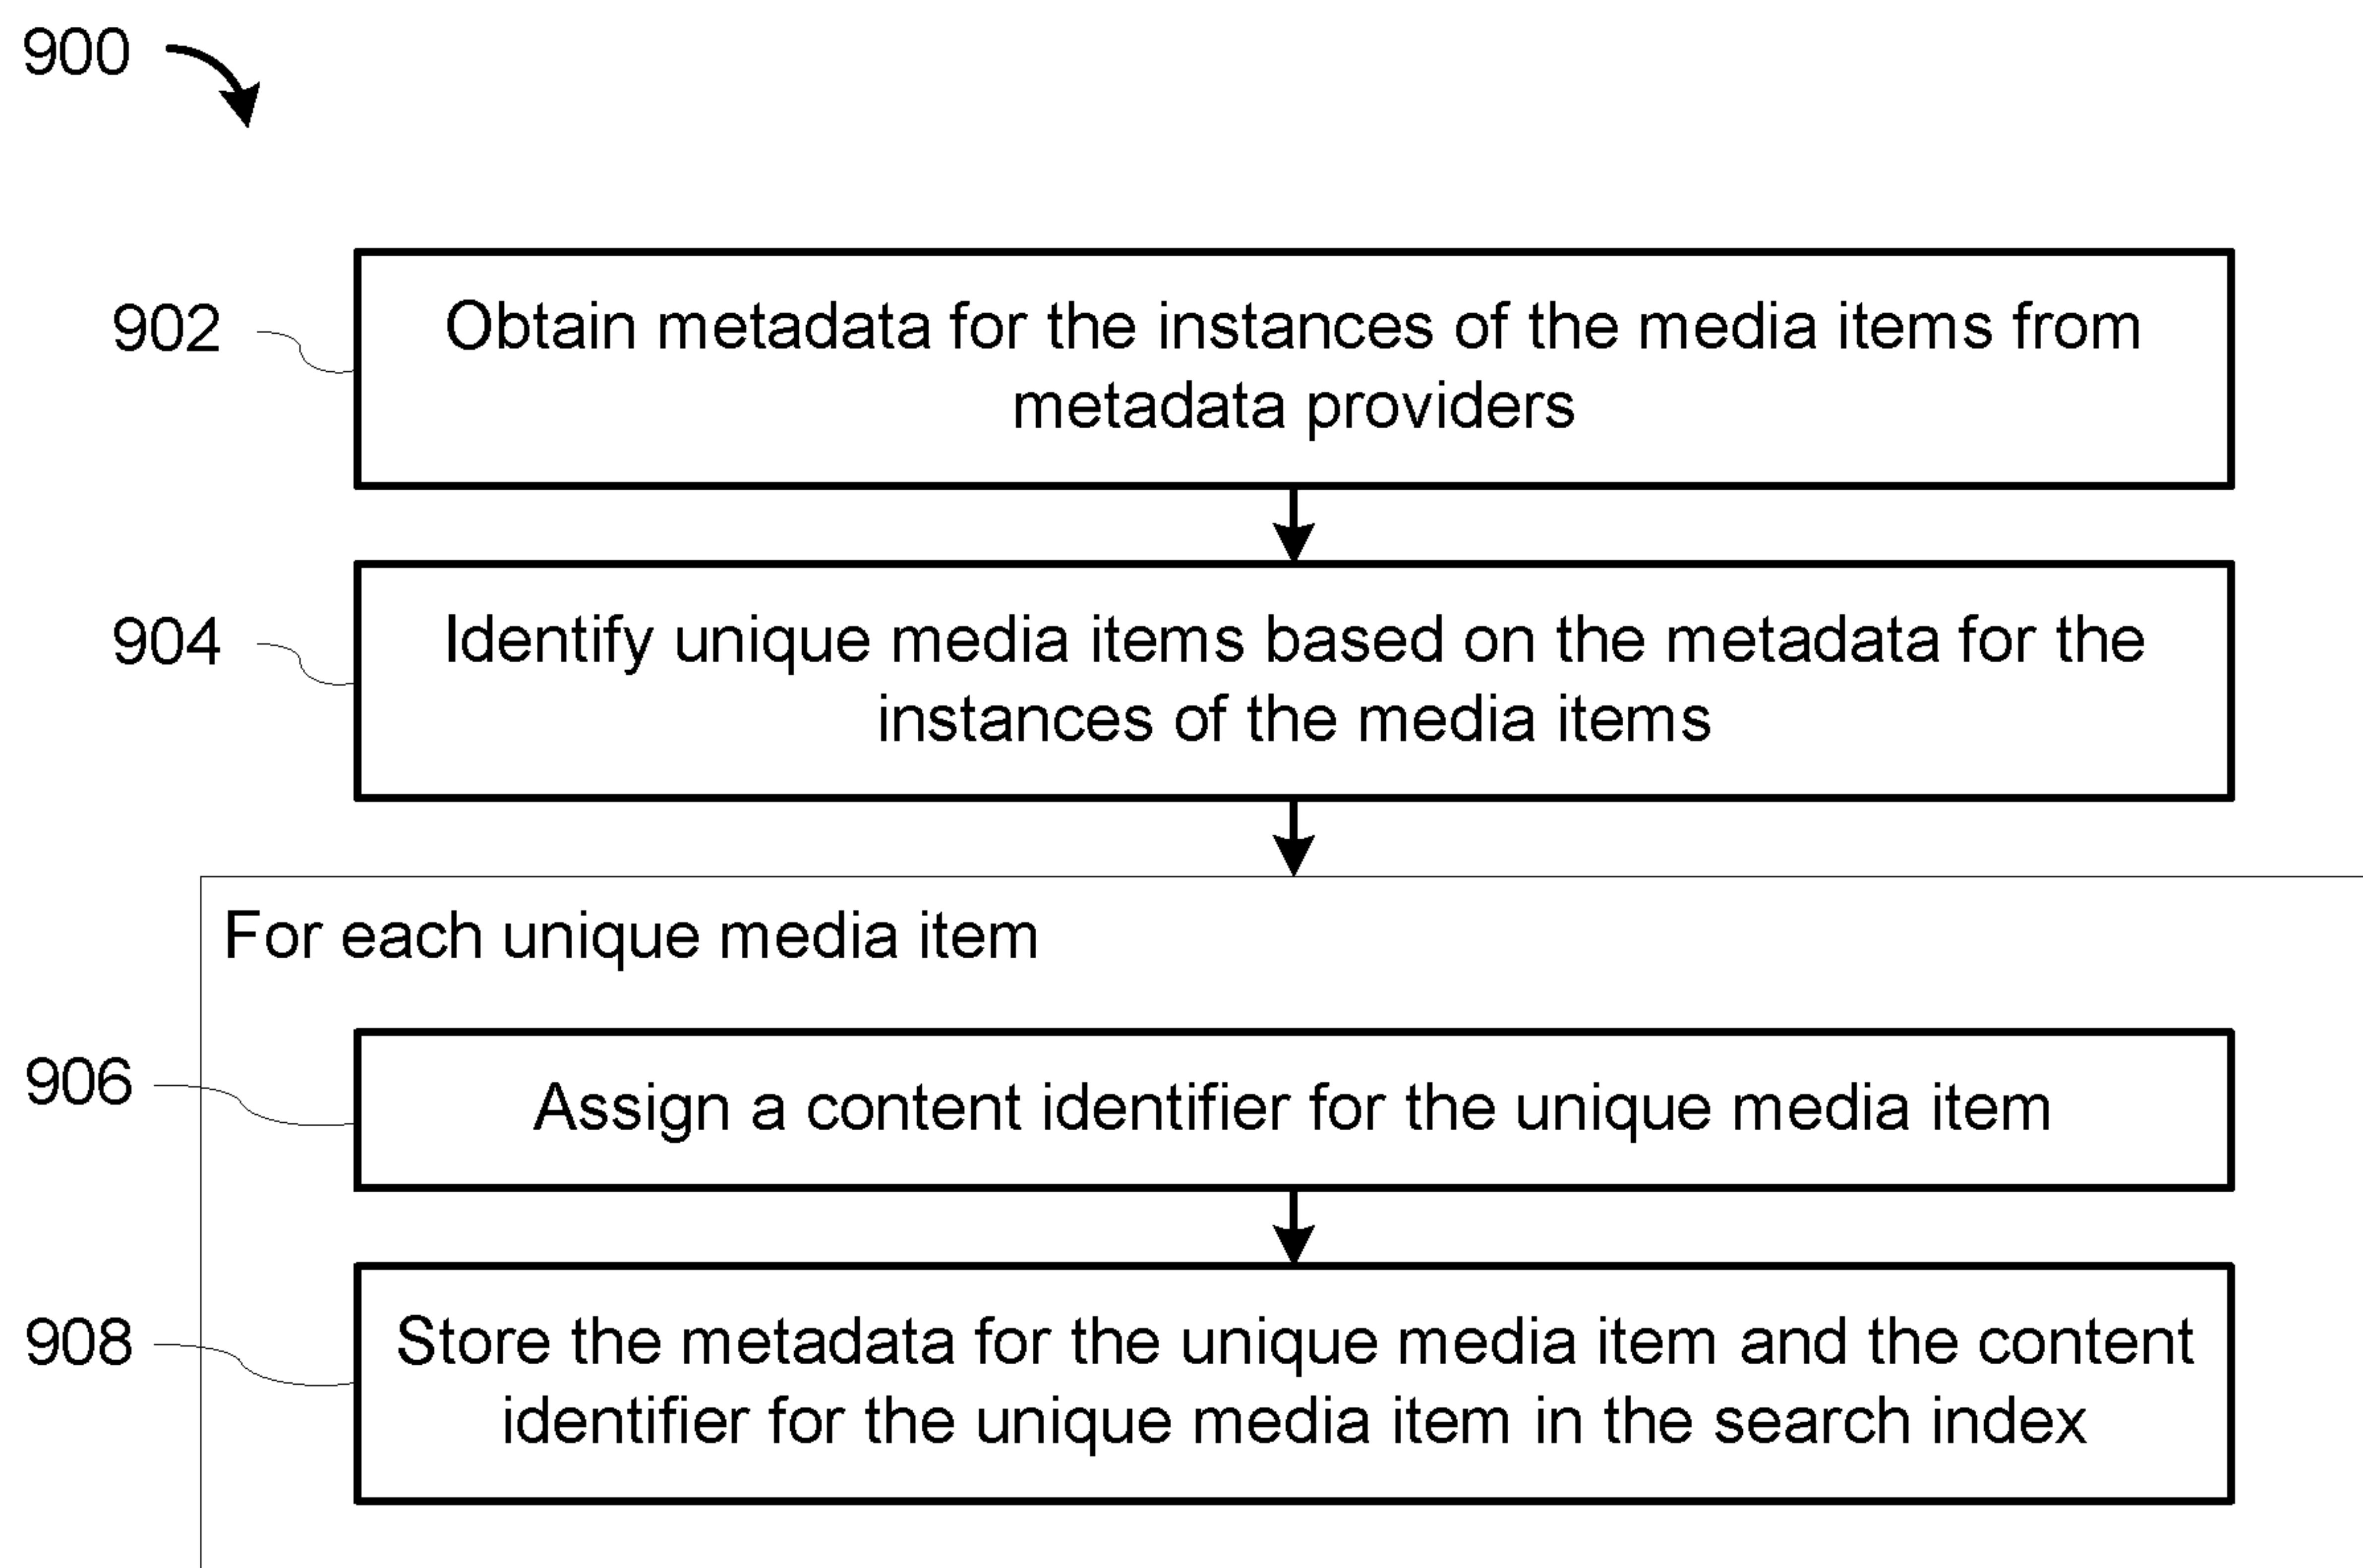 900
902
Obtain metadata for the instances of the media items from
metadata providers
904
Identify unique media items based on the metadata for the
instances of the media items
For each unique media item
906
Assign a content identifier for the unique media item
908
Store the metadata for the unique media item and the content
identifier for the unique media item in the search index